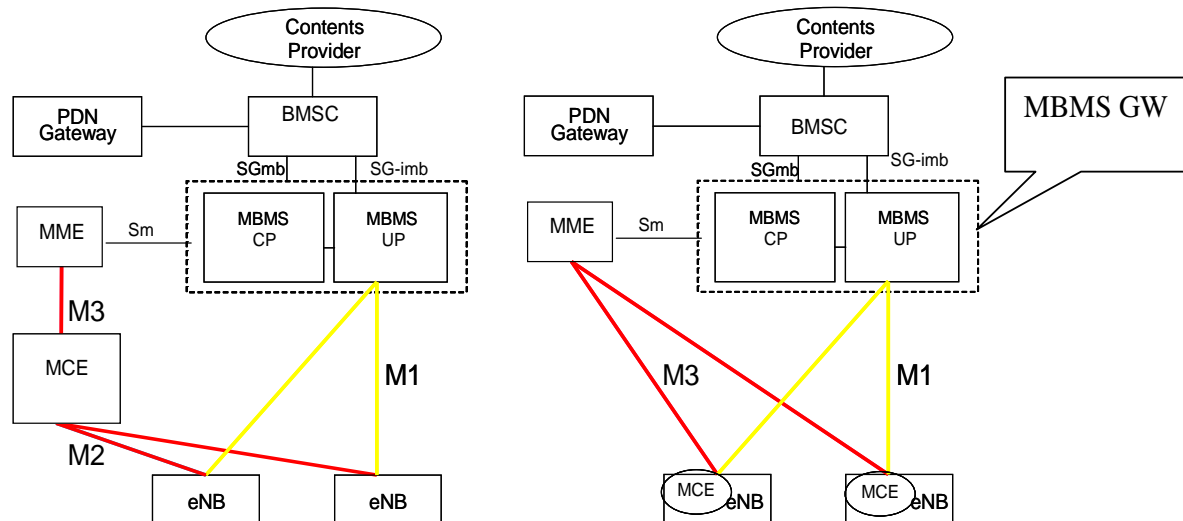 Contents
Provider
PDN
Gateway
BMSC
SGmb
SG-imb
MME
Sm
MBMS
CP
MBMS
UP
M3
MCE
M1
M2
eNB
eNB
Contents
Provider
MBMS GW
PDN
Gateway
BMSC
SGmb
SG-imb
MME
Sm
MBMS
CP
MBMS
UP
M3
M1
MCE
eNB
MCE
eNB